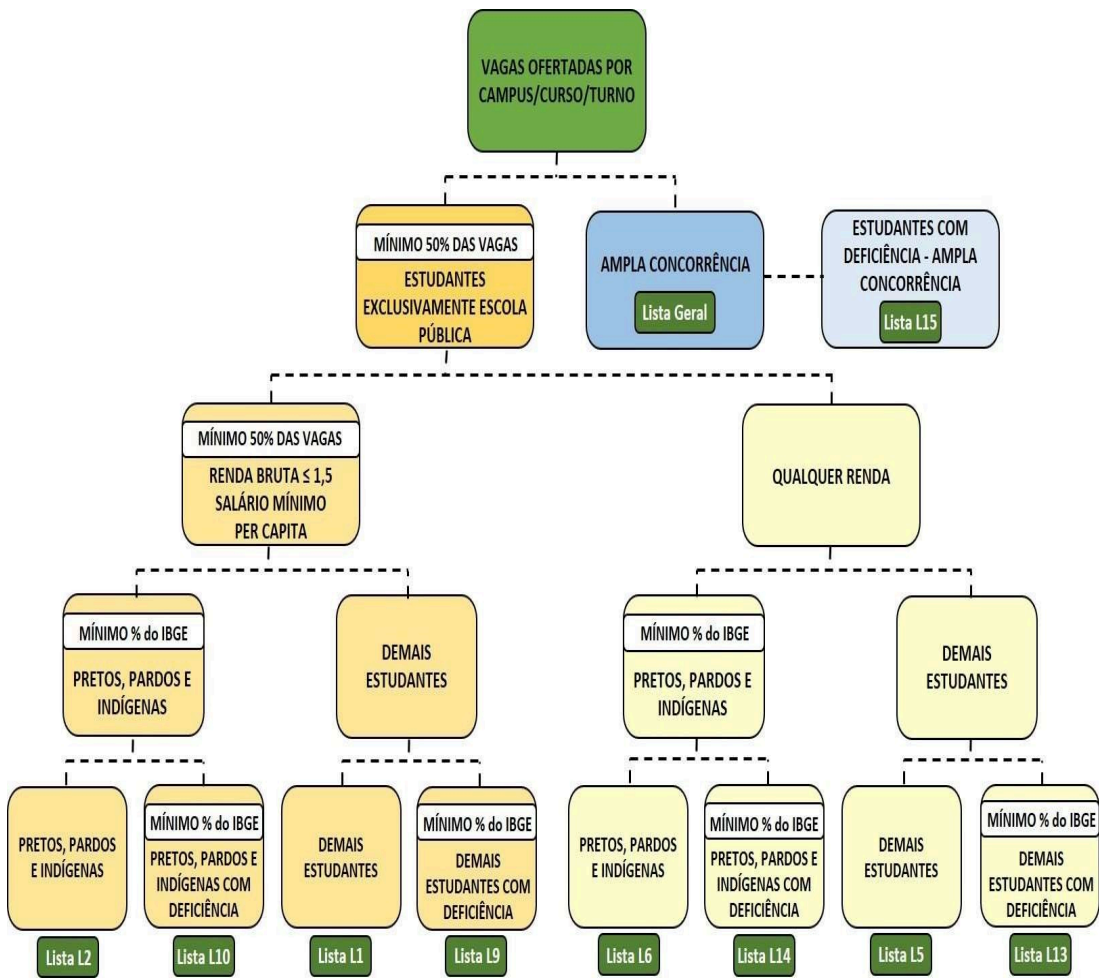 VAGAS OFERTADAS POR
CAMPUS/CURSO/TURNO
MÍNIMO 50% DAS VAGAS
ESTUDANTES
EXCLUSIVAMENTE ESCOLA
PÚBLICA
AMPLA CONCORRÊNCIA
Lista Geral
ESTUDANTES COM
DEFICIÊNCIA - AMPLA
CONCORRÊNCIA
Lista L15
MÍNIMO 50% DAS VAGAS
RENDA BRUTA ≤ 1,5
SALÁRIO MÍNIMO
PER CAPITA
QUALQUER RENDA
MÍNIMO % do IBGE
PRETOS, PARDOS E
INDÍGENAS
DEMAIS
ESTUDANTES
MÍNIMO % do IBGE
PRETOS, PARDOS E
INDÍGENAS
DEMAIS
ESTUDANTES
PRETOS, PARDOS
E INDÍGENAS
Lista L2
MÍNIMO % do IBGE
PRETOS, PARDOS E
INDÍGENAS COM
DEFICIÊNCIA
Lista L10
DEMAIS
ESTUDANTES
Lista L1
MÍNIMO % do IBGE
DEMAIS
ESTUDANTES COM
DEFICIÊNCIA
Lista L9
PRETOS, PARDOS
E INDÍGENAS
Lista L6
MÍNIMO % do IBGE
PRETOS, PARDOS E
INDÍGENAS COM
DEFICIÊNCIA
Lista L14
DEMAIS
ESTUDANTES
Lista L5
MÍNIMO % do IBGE
DEMAIS
ESTUDANTES COM
DEFICIÊNCIA
Lista L13